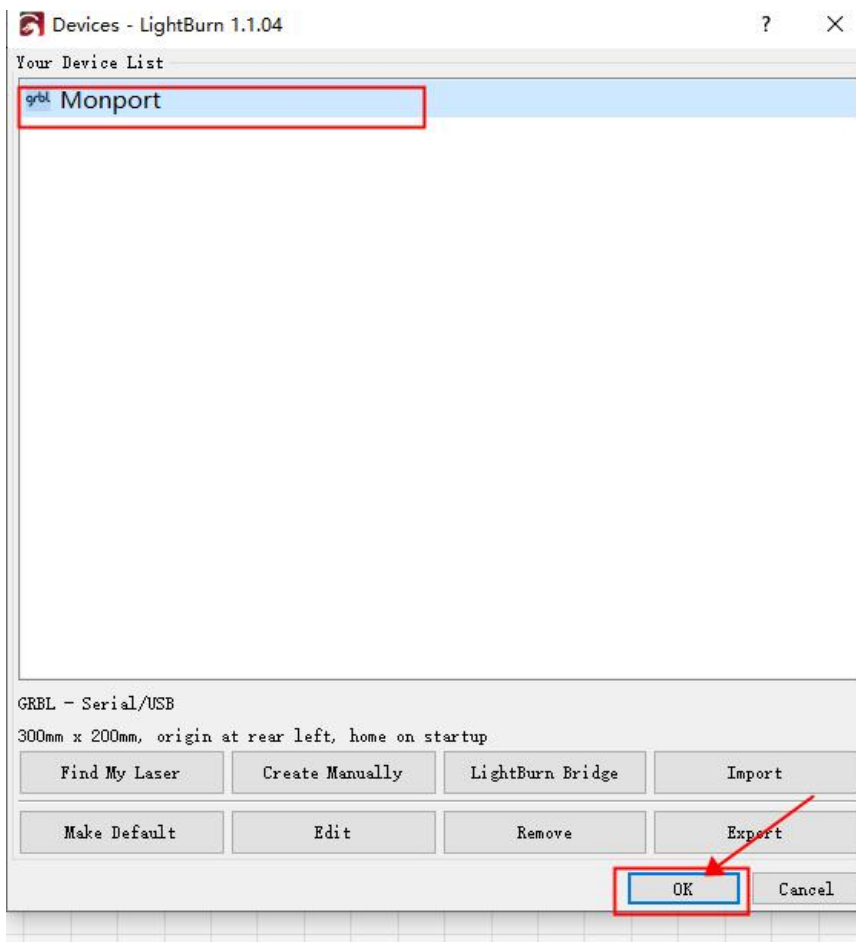 Devices - LightBurn 1.1.04 ?
Your Device List
grbl Monport
GRBL - Serial/USB
300mm x 200mm, origin at rear left, home on startup
Find My Laser Create Manually LightBurn Bridge Import
Make Default Edit Remove Export
OK Cancel